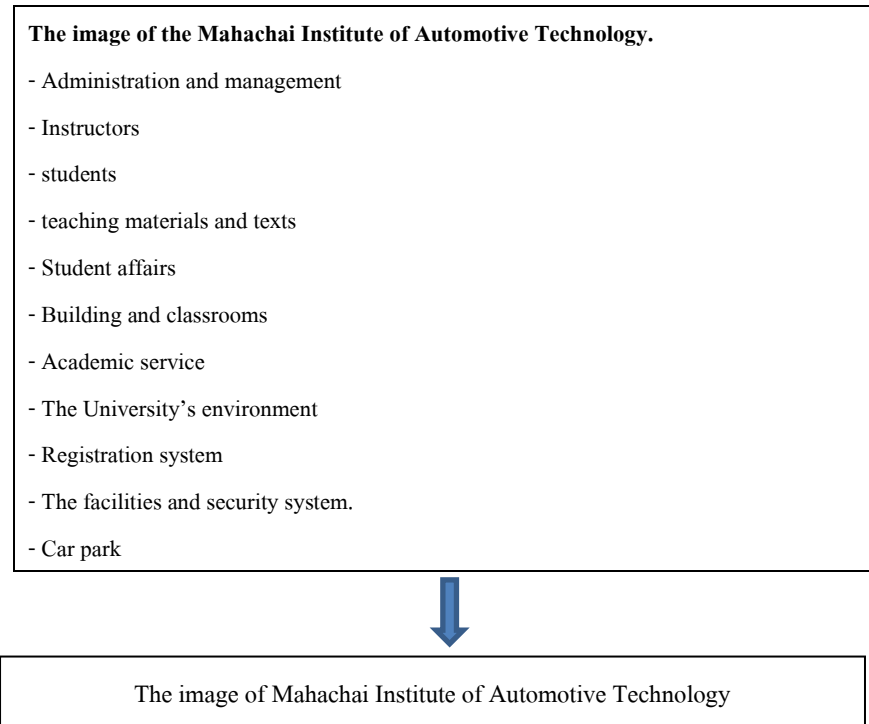 The image of the Mahachai Institute of Automotive Technology.
- Administration and management
- Instructors
- students
- teaching materials and texts
- Student affairs
- Building and classrooms
- Academic service
- The University’s environment
- Registration system
- The facilities and security system.
- Car park
The image of Mahachai Institute of Automotive Technology